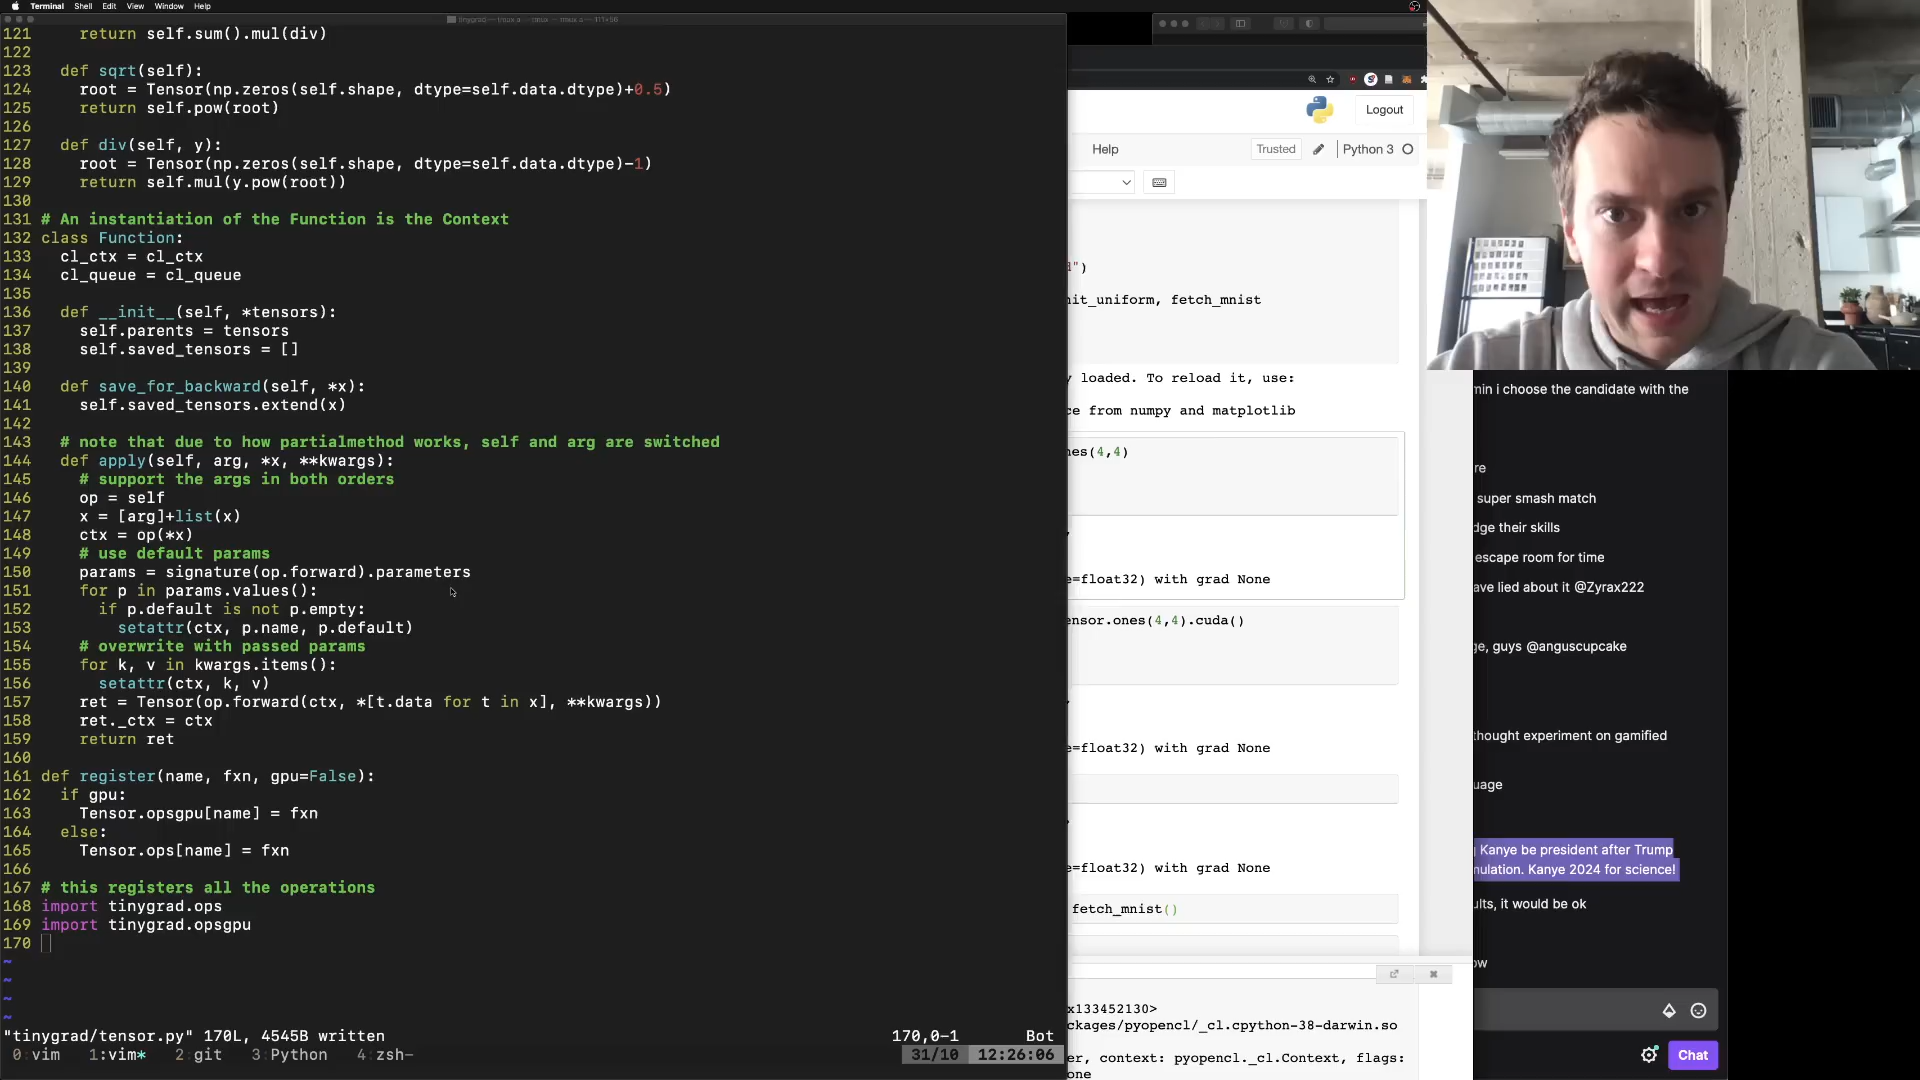 Terminal Shell Edit View Window Help
121 return self.sum().mul(div)
122
123 def sqrt(self):
124 root = Tensor(np.zeros(self.shape, dtype=self.data.dtype)+0.5)
125 return self.pow(root)
126
127 def div(self, y):
128 root = Tensor(np.zeros(self.shape, dtype=self.data.dtype)-1)
129 return self.mul(y.pow(root))
130
131 # An instantiation of the Function is the Context
132 class Function:
133 cl_ctx = cl_ctx
134 cl_queue = cl_queue
135
136 def __init__(self, *tensors):
137 self.parents = tensors
138 self.saved_tensors = []
139
140 def save_for_backward(self, *x):
141 self.saved_tensors.extend(x)
142
143 # note that due to how partialmethod works, self and arg are switched
144 def apply(self, arg, *x, **kwargs):
145 # support the args in both orders
146 op = self
147 x = [arg]+list(x)
148 ctx = op(*x)
149 # use default params
150 params = signature(op.forward).parameters
151 for p in params.values():
152 if p.default is not p.empty:
153 setattr(ctx, p.name, p.default)
154 # overwrite with passed params
155 for k, v in kwargs.items():
156 setattr(ctx, k, v)
157 ret = Tensor(op.forward(ctx, *[t.data for t in x], **kwargs))
158 ret._ctx = ctx
159 return ret
160
161 def register(name, fxn, gpu=False):
162 if gpu:
163 Tensor.opsgpu[name] = fxn
164 else:
165 Tensor.ops[name] = fxn
166
167 # this registers all the operations
168 import tinygrad.ops
169 import tinygrad.opsgpu
170
~
~
~
~
"tinygrad/tensor.py" 170L, 4545B written 170,0-1 Bot
0 vim 1:vim* 2 git 3 Python 4 zsh- 31/10 12:26:06
Logout
Help Trusted Python 3
")
nit_uniform, fetch_mnist
y loaded. To reload it, use:
ce from numpy and matplotlib
nes(4,4)
e=float32) with grad None
ensor.ones(4,4).cuda()
e=float32) with grad None
e=float32) with grad None
fetch_mnist()
x133452130>
ckages/pyopencl/_cl.cpython-38-darwin.so
er, context: pyopencl._cl.Context, flags:
one
min i choose the candidate with the
re
super smash match
dge their skills
escape room for time
ave lied about it @Zyrax222
ge, guys @anguscupcake
thought experiment on gamified
uage
Kanye be president after Trump
mulation. Kanye 2024 for science!
ults, it would be ok
ow
Chat